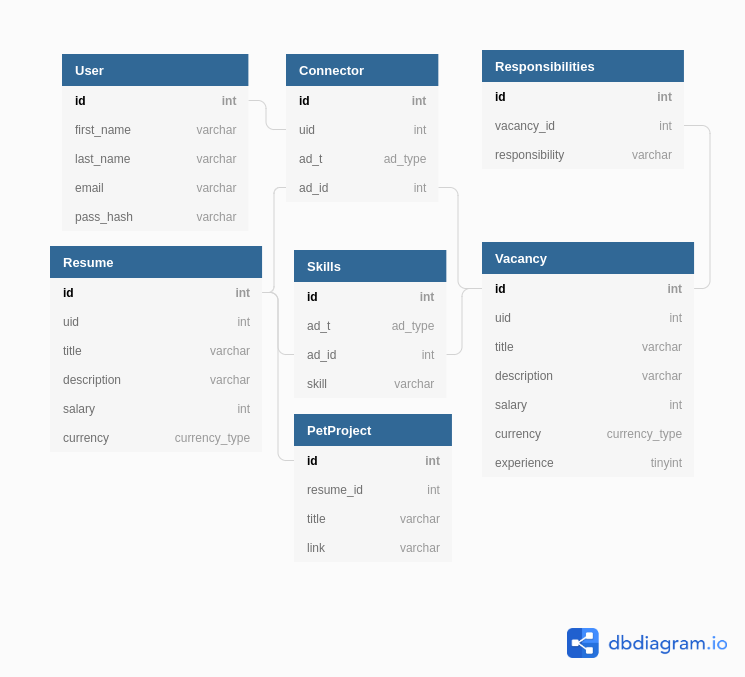 User
id int
first_name varchar
last_name varchar
email varchar
pass_hash varchar
Connector
id int
uid int
ad_t ad_type
ad_id int
Responsibilities
id int
vacancy_id int
responsibility varchar
Resume
id int
uid int
title varchar
description varchar
salary int
currency currency_type
Skills
id int
ad_t ad_type
ad_id int
skill varchar
Vacancy
id int
uid int
title varchar
description varchar
salary int
currency currency_type
experience tinyint
PetProject
id int
resume_id int
title varchar
link varchar
dbdiagram.io